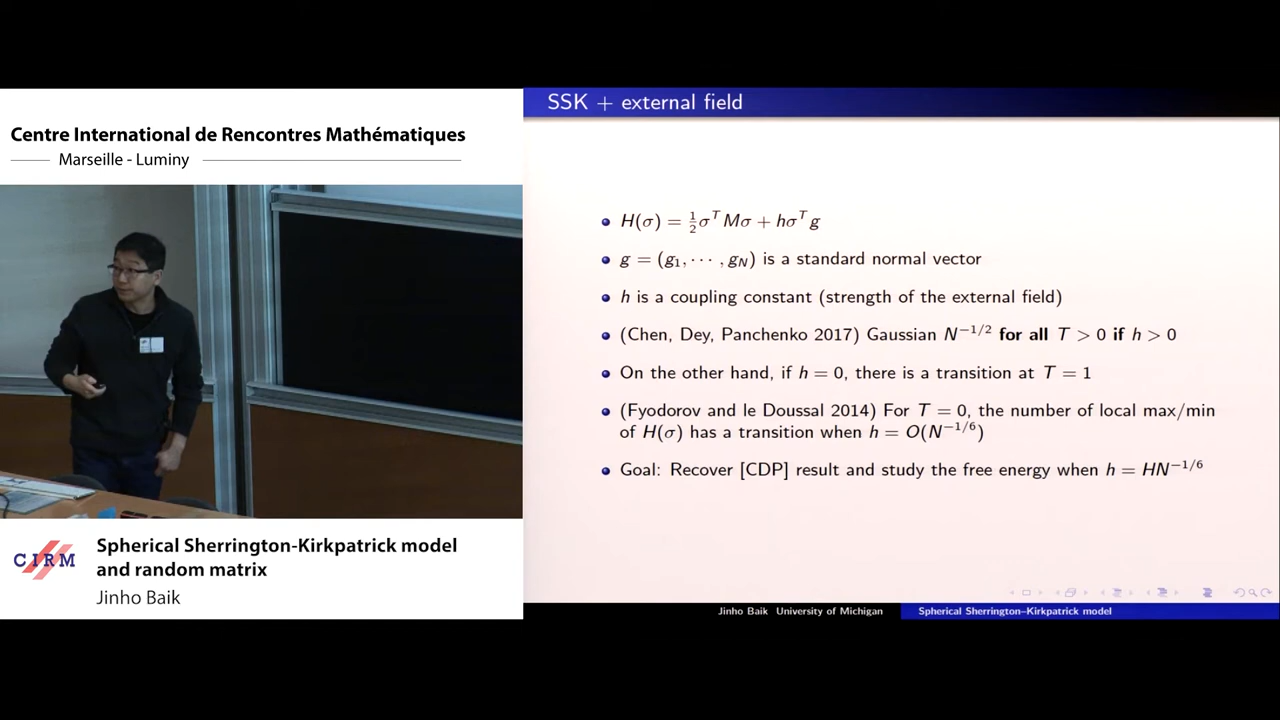 Centre International de Rencontres Mathématiques
Marseille - Luminy
SSK + external field
H(σ) = ½σᵀMσ + hσᵀg
g = (g₁, ⋯ , g_N) is a standard normal vector
h is a coupling constant (strength of the external field)
(Chen, Dey, Panchenko 2017) Gaussian N^{-1/2} for all T > 0 if h > 0
On the other hand, if h = 0, there is a transition at T = 1
(Fyodorov and le Doussal 2014) For T = 0, the number of local max/min
of H(σ) has a transition when h = O(N^{-1/6})
Goal: Recover [CDP] result and study the free energy when h = HN^{-1/6}
CIRM
Spherical Sherrington-Kirkpatrick model
and random matrix
Jinho Baik
Jinho Baik University of Michigan
Spherical Sherrington–Kirkpatrick model